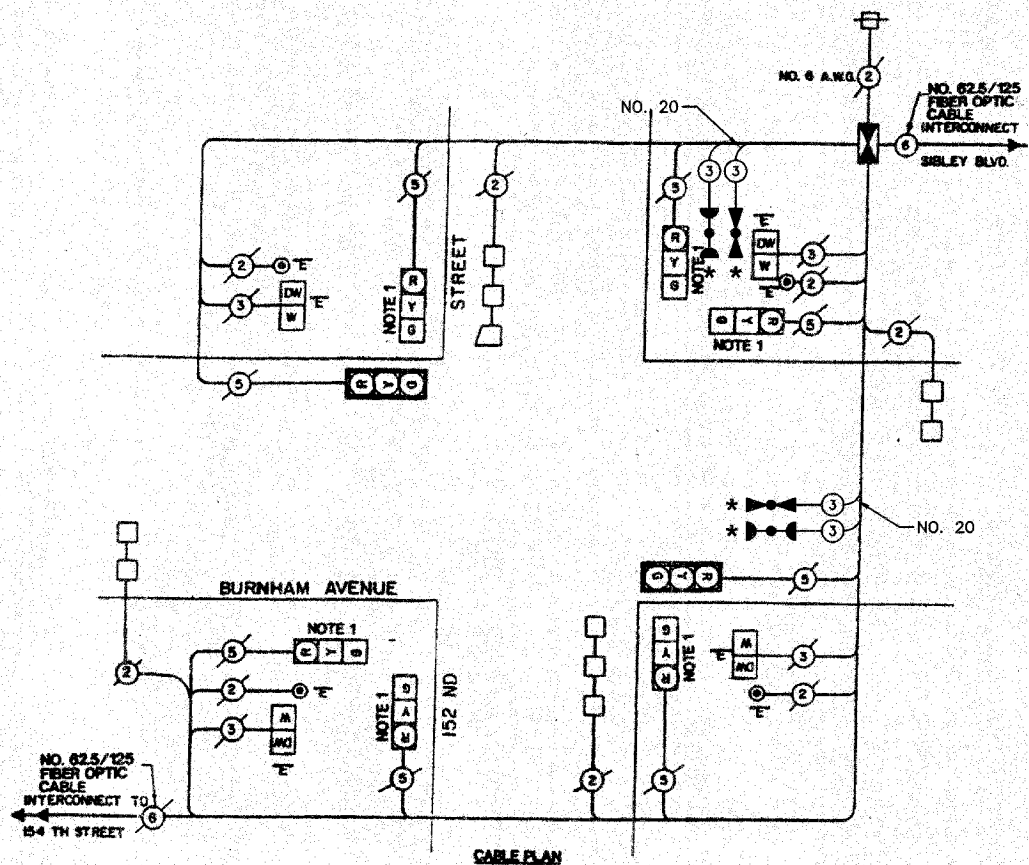 NO. 6 A.W.G. 2
NO. 62.5/125
FIBER OPTIC
CABLE
INTERCONNECT
6
SIBLEY BLVD.
NO. 20
5
2
5
3
3
R
Y
G
NOTE 1
*
*
E
DW
W
3
E
2
R Y G
5
NOTE 1
2
2
E
3
DW
W
E
NOTE 1
R
Y
G
STREET
5
R Y G
*
3
*
3
NO. 20
G Y R
5
BURNHAM AVENUE
NOTE 1
5
R Y G
2
E
3
W
DW
E
NOTE 1
G
Y
R
5
152 ND
2
2
G
Y
R
NOTE 1
5
W
DW
E
3
2
E
NO. 62.5/125
FIBER OPTIC
CABLE
INTERCONNECT TO
154 TH STREET
6
CABLE PLAN